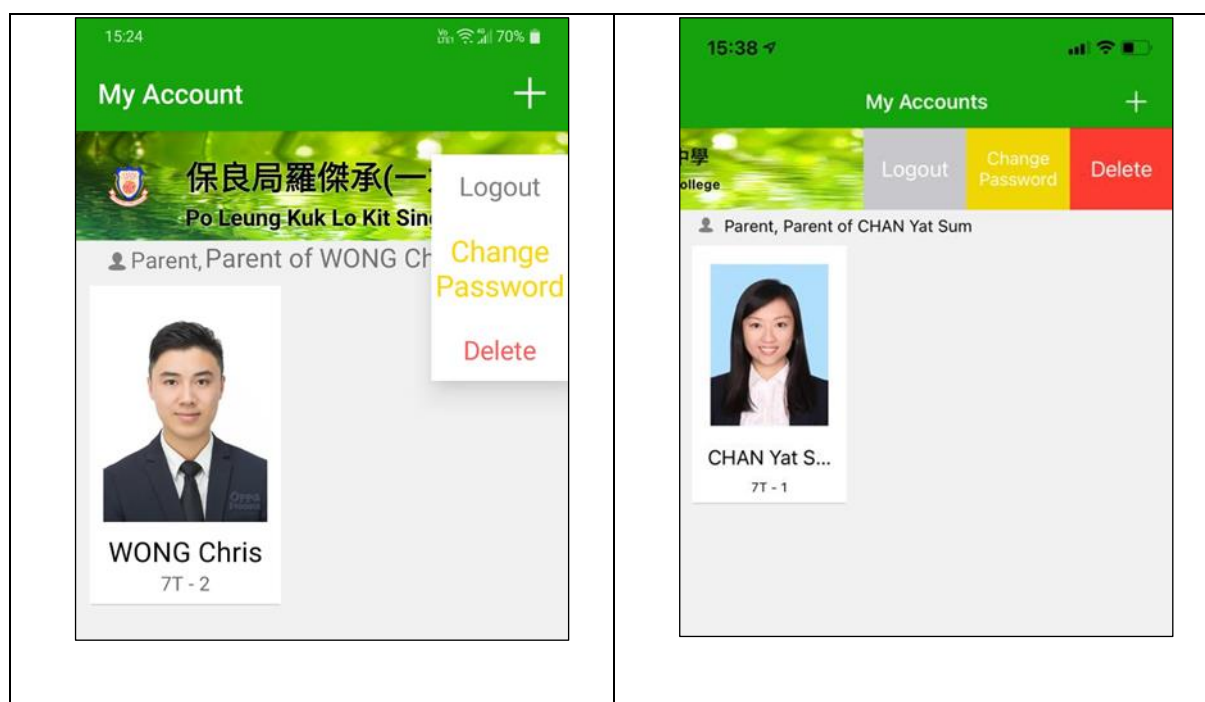 15:24
70%
My Account
保良局羅傑承(一
Po Leung Kuk Lo Kit Sin
Logout
Parent, Parent of WONG Ch
Change
Password
Delete
WONG Chris
7T - 2
15:38
My Accounts
中學
ollege
Logout
Change
Password
Delete
Parent, Parent of CHAN Yat Sum
CHAN Yat S...
7T - 1